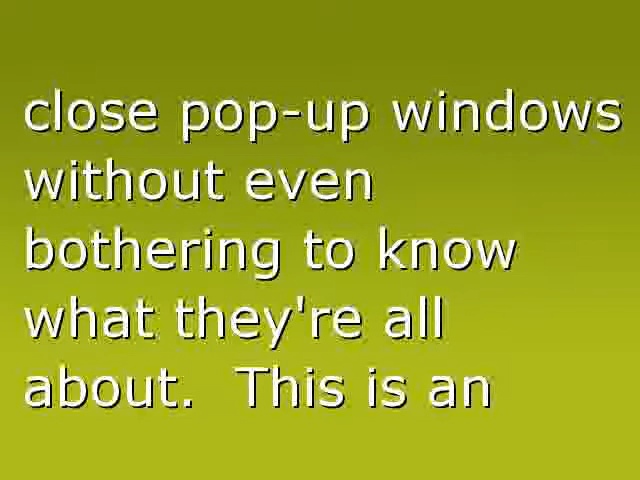 close pop-up windows
without even
bothering to know
what they're all
about.  This is an